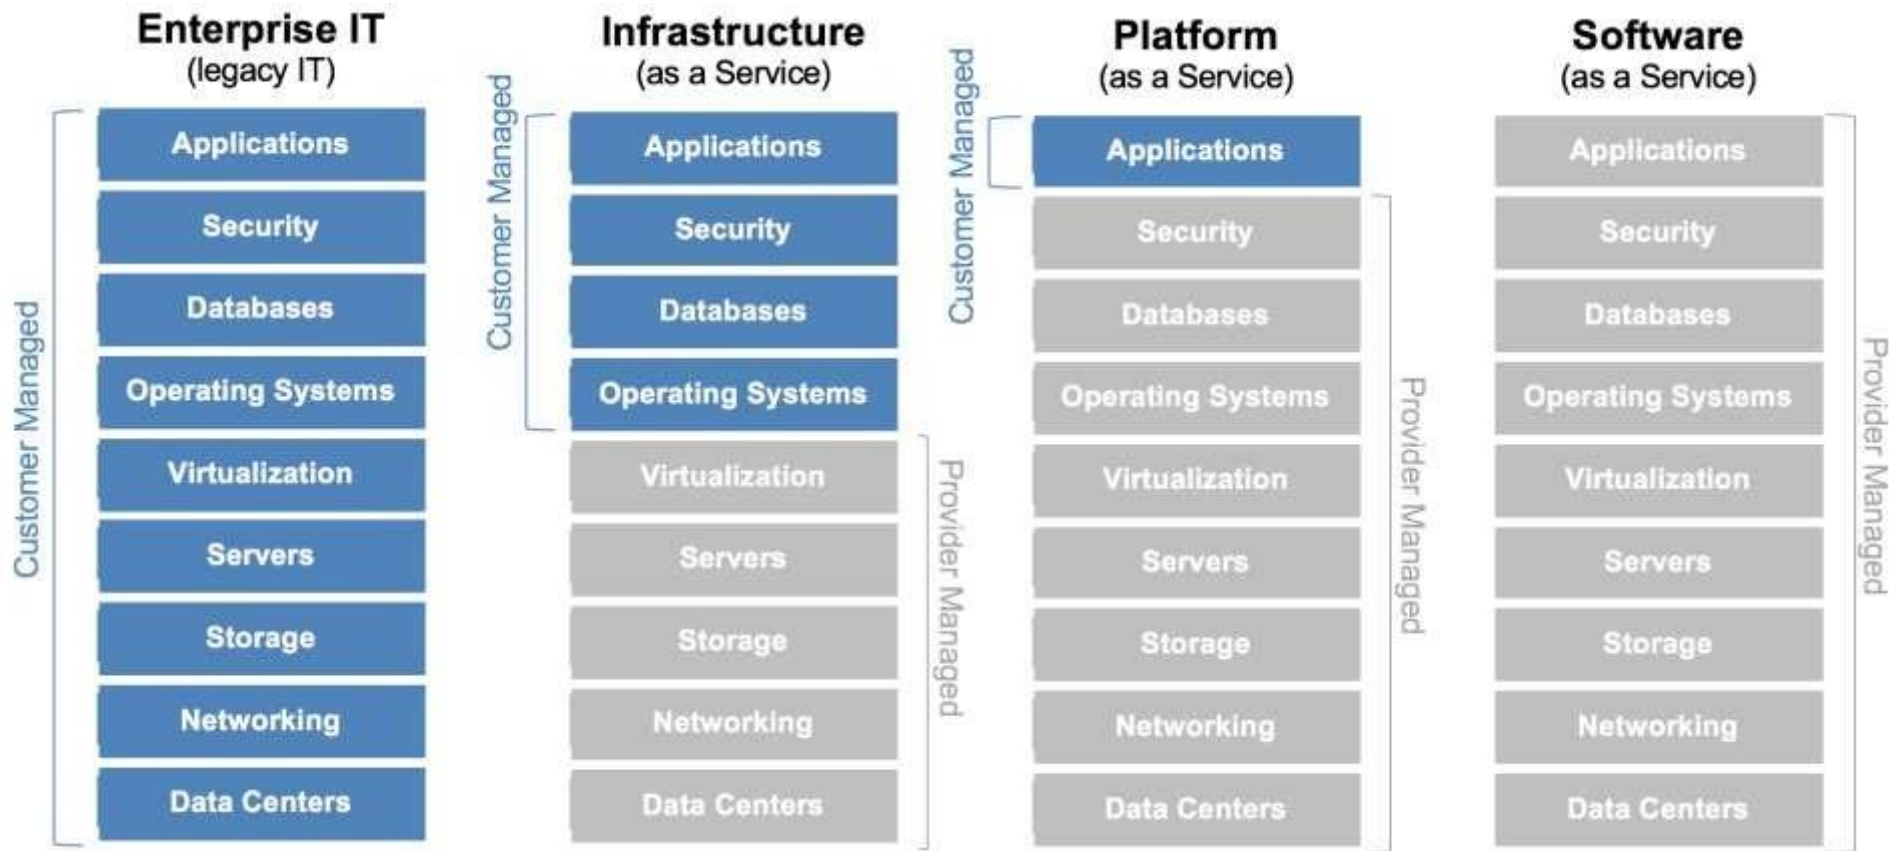 Enterprise IT
(legacy IT)
Customer Managed
Applications
Security
Databases
Operating Systems
Virtualization
Servers
Storage
Networking
Data Centers
Infrastructure
(as a Service)
Customer Managed
Applications
Security
Databases
Operating Systems
Virtualization
Servers
Storage
Networking
Data Centers
Provider Managed
Platform
(as a Service)
Customer Managed
Applications
Security
Databases
Operating Systems
Virtualization
Servers
Storage
Networking
Data Centers
Provider Managed
Software
(as a Service)
Applications
Security
Databases
Operating Systems
Virtualization
Servers
Storage
Networking
Data Centers
Provider Managed